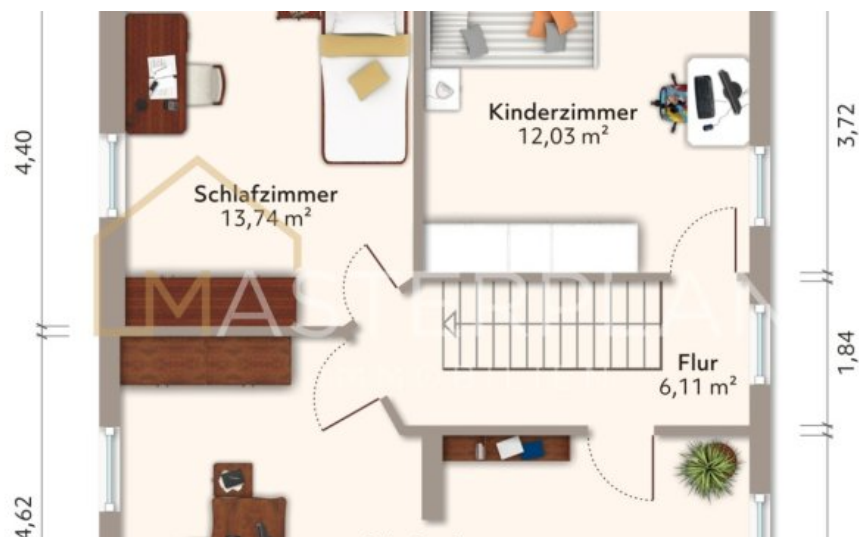 Kinderzimmer
12,03 m²
3,72
4,40
Schlafzimmer
13,74 m²
MASTERPLAN
Flur
6,11 m²
1,84
4,62